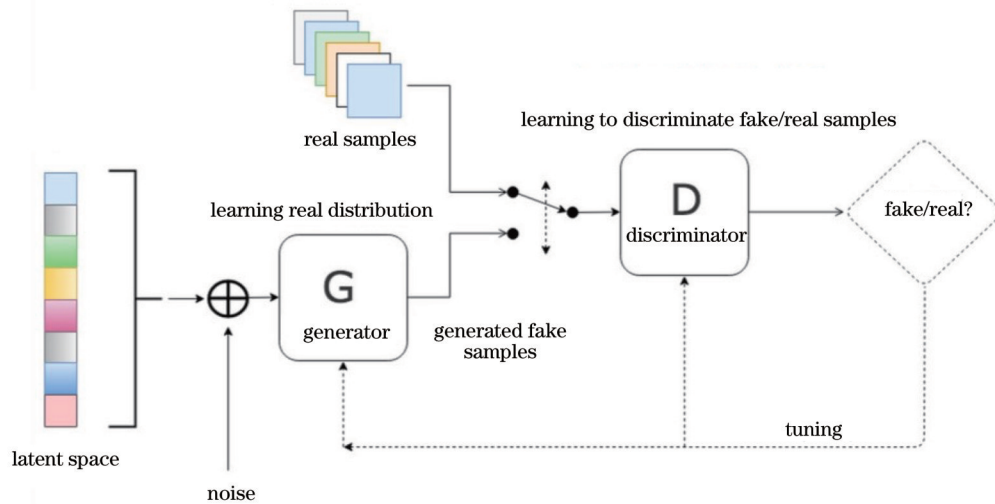 real samples
learning to discriminate fake/real samples
D
discriminator
fake/real?
learning real distribution
G
generator
generated fake
samples
tuning
latent space
noise